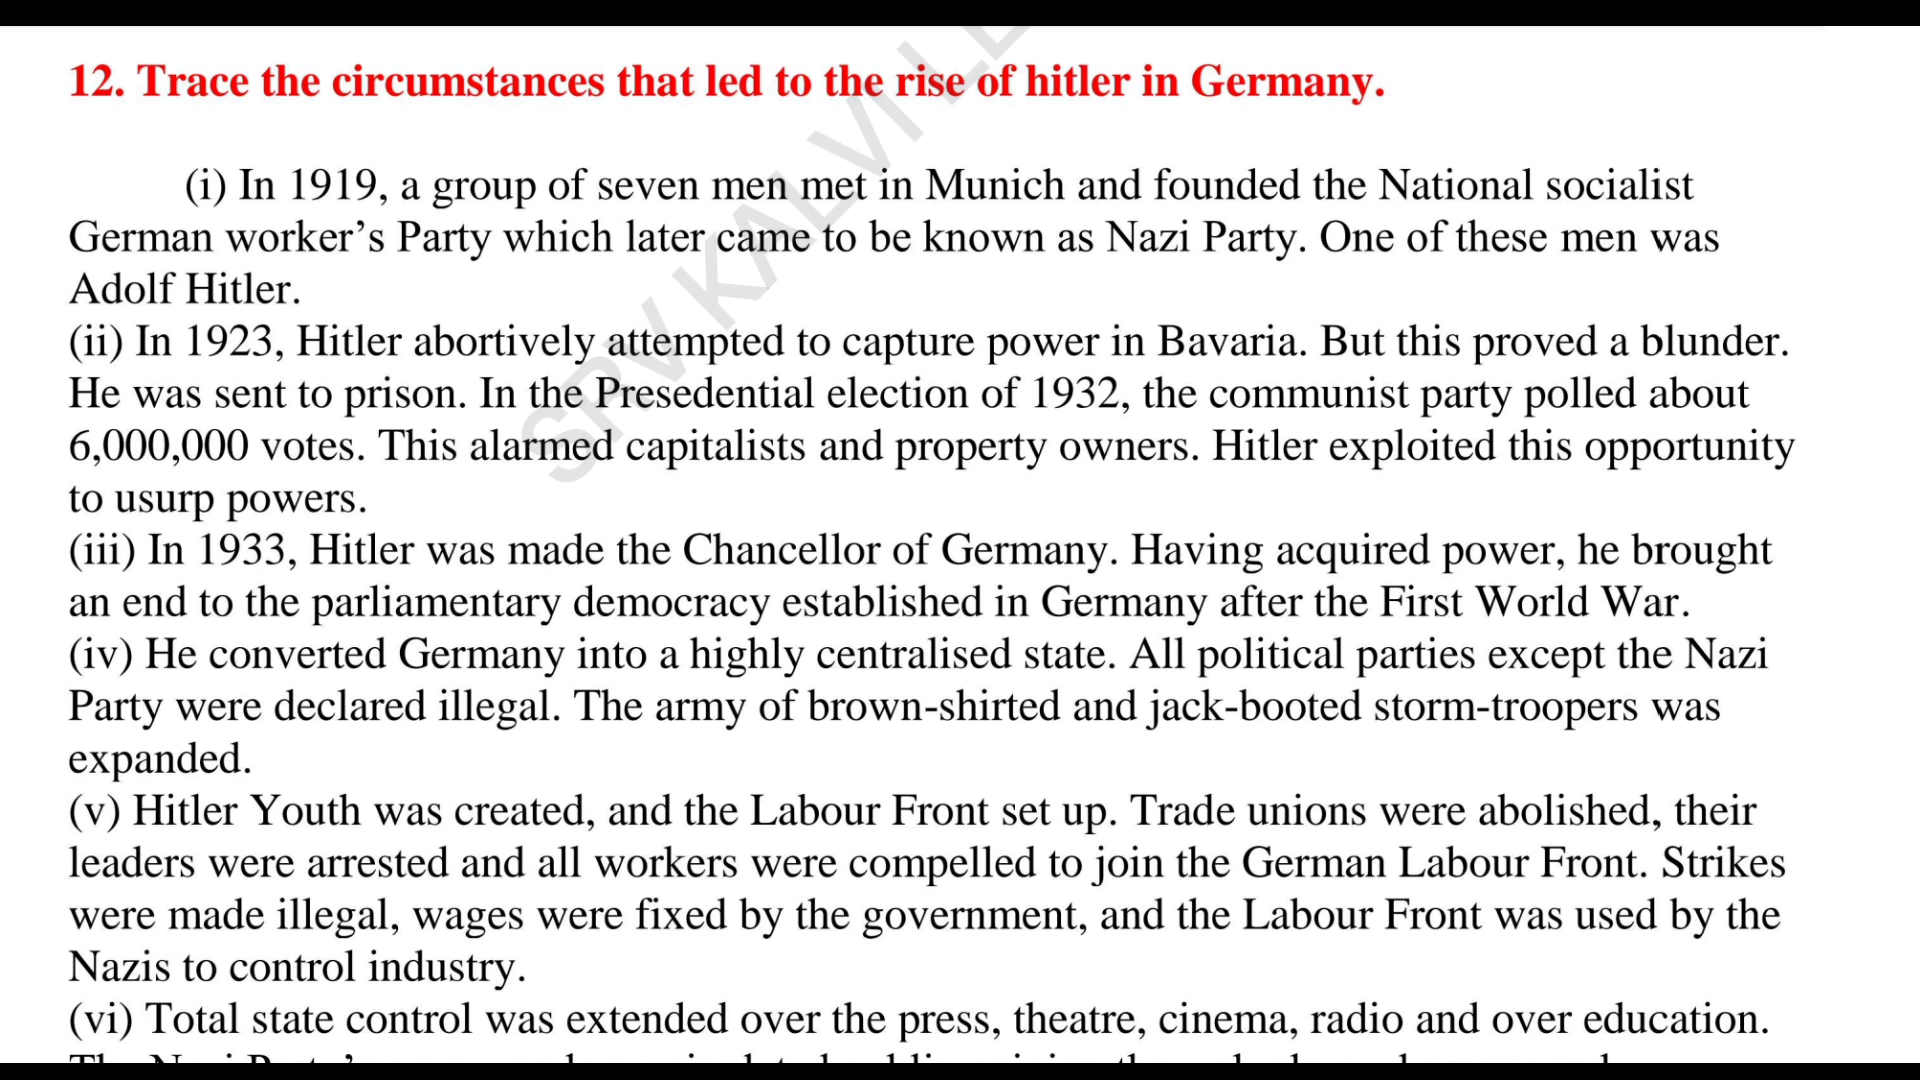 12. Trace the circumstances that led to the rise of hitler in Germany.
(i) In 1919, a group of seven men met in Munich and founded the National socialist
German worker’s Party which later came to be known as Nazi Party. One of these men was
Adolf Hitler.
(ii) In 1923, Hitler abortively attempted to capture power in Bavaria. But this proved a blunder.
He was sent to prison. In the Presedential election of 1932, the communist party polled about
6,000,000 votes. This alarmed capitalists and property owners. Hitler exploited this opportunity
to usurp powers.
(iii) In 1933, Hitler was made the Chancellor of Germany. Having acquired power, he brought
an end to the parliamentary democracy established in Germany after the First World War.
(iv) He converted Germany into a highly centralised state. All political parties except the Nazi
Party were declared illegal. The army of brown-shirted and jack-booted storm-troopers was
expanded.
(v) Hitler Youth was created, and the Labour Front set up. Trade unions were abolished, their
leaders were arrested and all workers were compelled to join the German Labour Front. Strikes
were made illegal, wages were fixed by the government, and the Labour Front was used by the
Nazis to control industry.
(vi) Total state control was extended over the press, theatre, cinema, radio and over education.
SRV KALVI